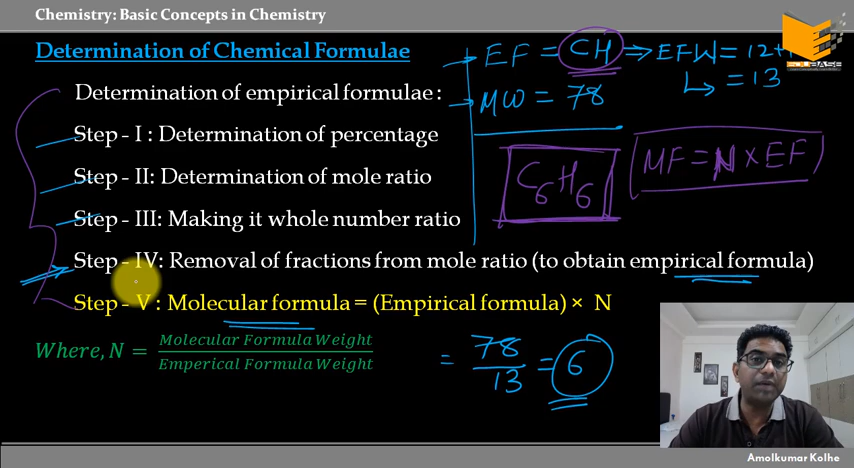 Chemistry: Basic Concepts in Chemistry
Determination of Chemical Formulae
EF = CH ⇒ EFW = 12+
↳ = 13
MW = 78
EDUBASE
Determination of empirical formulae :
Step - I : Determination of percentage
Step - II: Determination of mole ratio
Step - III: Making it whole number ratio
C6H6
MF = N × EF
Step - IV: Removal of fractions from mole ratio (to obtain empirical formula)
Step - V : Molecular formula = (Empirical formula) × N
Where, N = Molecular Formula Weight
Emperical Formula Weight
= 78/13 = 6
Amolkumar Kolhe